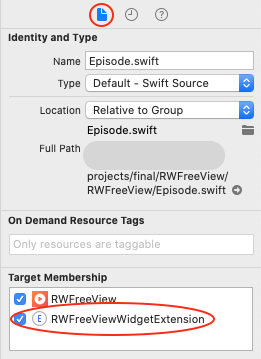 Identity and Type
Name Episode.swift
Type Default - Swift Source
Location Relative to Group
Episode.swift
Full Path
projects/final/RWFreeView/
RWFreeView/Episode.swift
On Demand Resource Tags
Only resources are taggable
Target Membership
RWFreeView
E RWFreeViewWidgetExtension